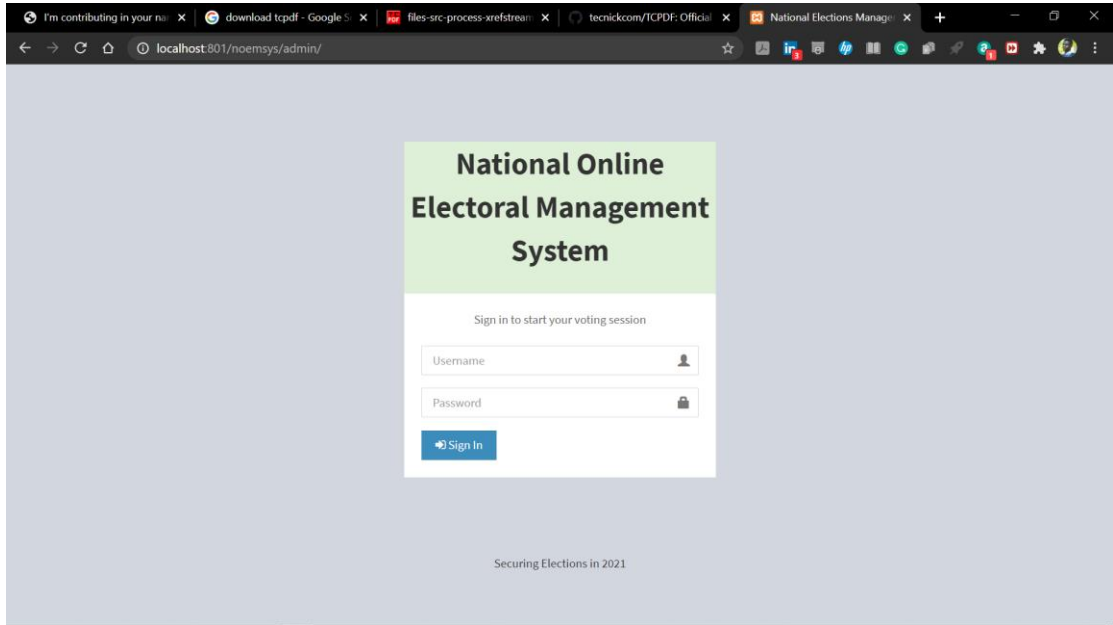 I'm contributing in your na
download tcpdf - Google S
files-src-process-xrefstream
tecnickcom/TCPDF: Official
National Elections Manage
localhost:801/noemsys/admin/
National Online
Electoral Management
System
Sign in to start your voting session
Username
Password
Sign In
Securing Elections in 2021